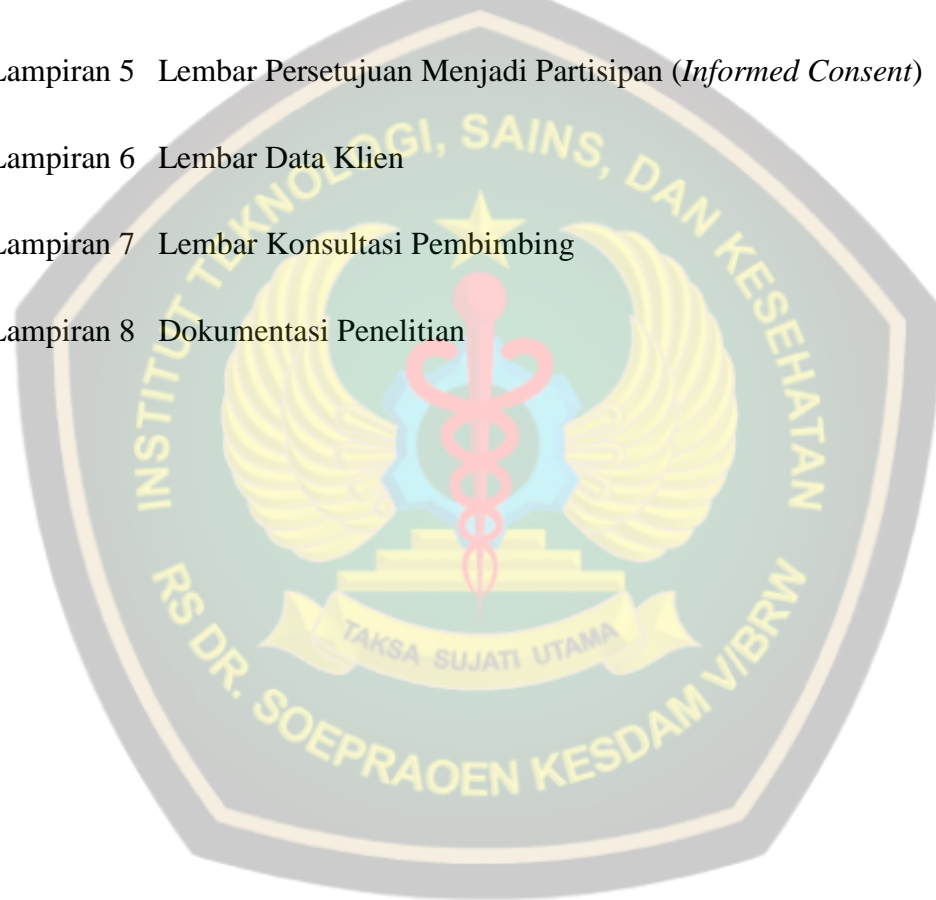 Lampiran 5 Lembar Persetujuan Menjadi Partisipan (Informed Consent)
Lampiran 6 Lembar Data Klien
Lampiran 7 Lembar Konsultasi Pembimbing
Lampiran 8 Dokumentasi Penelitian
INSTITUT TEKNOLOGI, SAINS, DAN KESEHATAN
TAKSA SUJATI UTAMA
RS DR. SOEPRAOEN KESDAM V/BRW